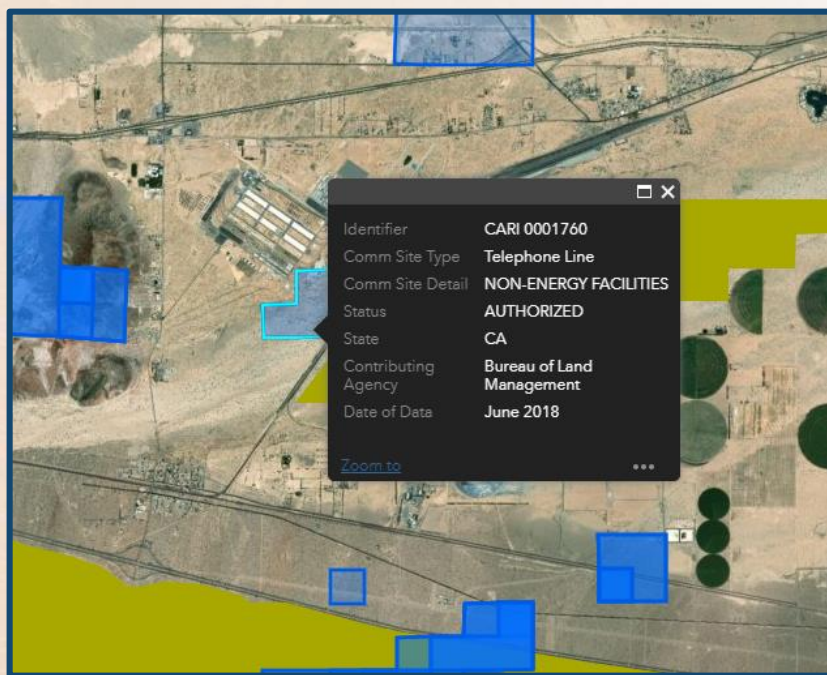 Identifier CARI 0001760
Comm Site Type Telephone Line
Comm Site Detail NON-ENERGY FACILITIES
Status AUTHORIZED
State CA
Contributing Bureau of Land
Agency Management
Date of Data June 2018
Zoom to